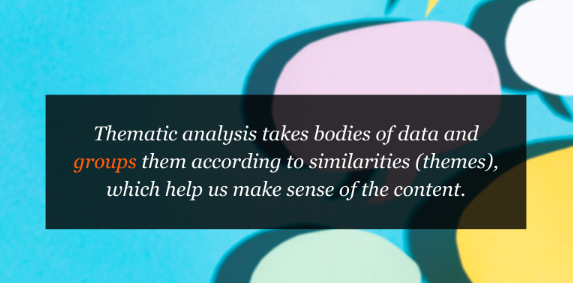 Thematic analysis takes bodies of data and
groups them according to similarities (themes),
which help us make sense of the content.